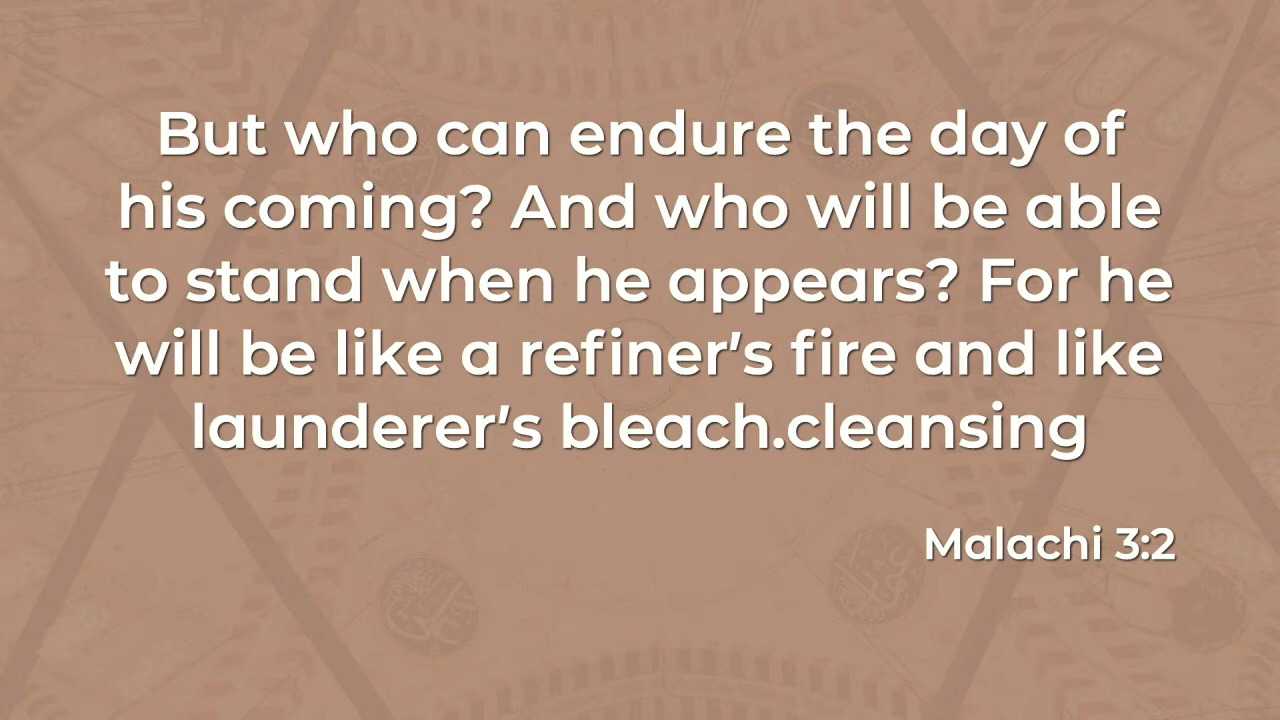 But who can endure the day of
his coming? And who will be able
to stand when he appears? For he
will be like a refiner’s fire and like
launderer’s bleach.cleansing
Malachi 3:2